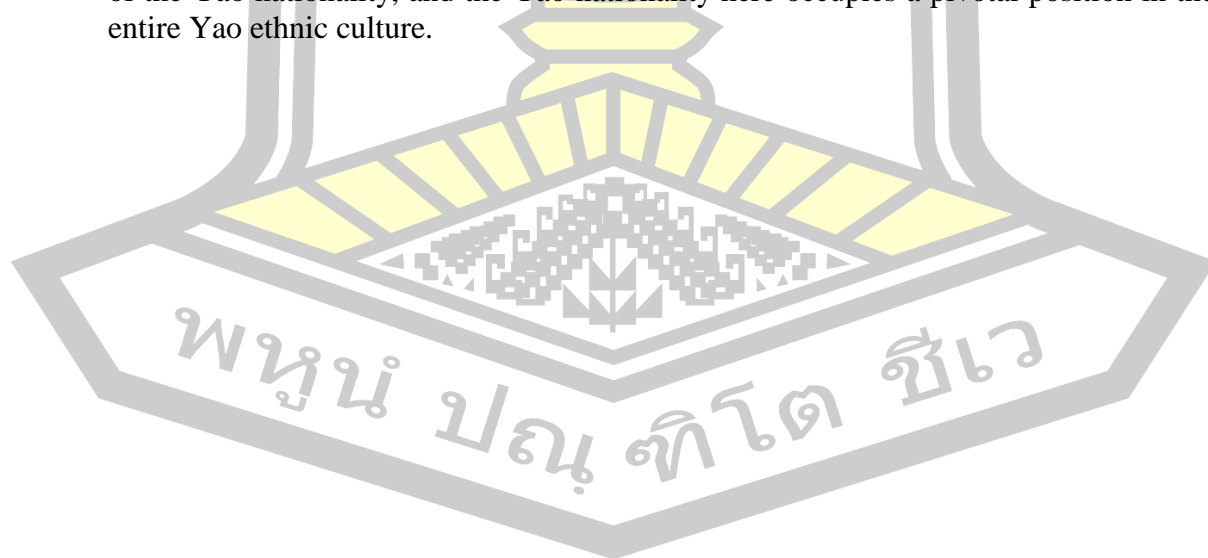 of the Yao nationality, and the Yao nationality here occupies a pivotal position in the
entire Yao ethnic culture.
พหูนํ ปณฺ ฑิโต ชีเว